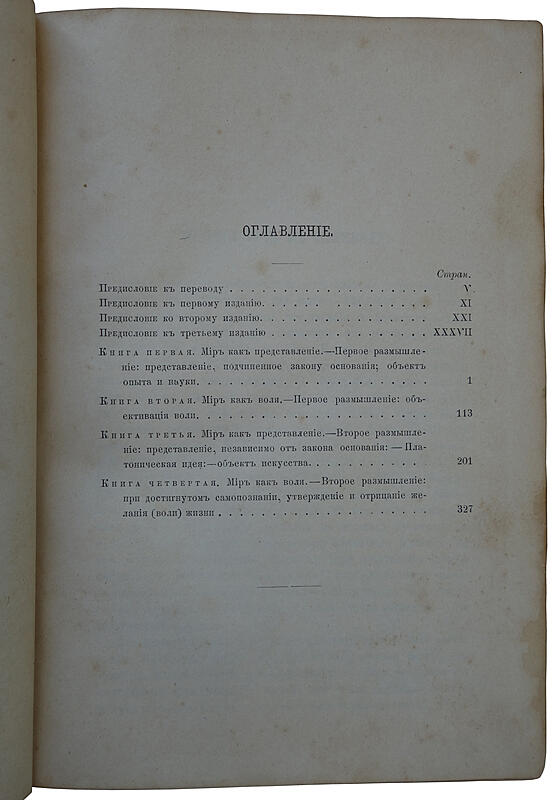 ОГЛАВЛЕНІЕ.
Стран.
Предисловіе къ переводу . . . . . . . . . . . . . . . . . . . V.
Предисловіе къ первому изданію. . . . . . . . . . . . . . . . XI
Предисловіе ко второму изданію. . . . . . . . . . . . . . . . XXI
Предисловіе къ третьему изданію . . . . . . . . . . . . . . . XXXVII
Книга первая. Міръ какъ представленіе.—Первое размышле-
ніе: представленіе, подчиненное закону основанія; объектъ
опыта и науки. . . . . . . . . . . . . . . . . . . . . . 1
Книга вторая. Міръ какъ воля.—Первое размышленіе: объ-
ективація воли. . . . . . . . . . . . . . . . . . . . . . 113
Книга третья. Міръ какъ представленіе.—Второе размышле-
ніе: представленіе, независимо отъ закона основанія: — Пла-
тоническая идея:—объектъ искусства. . . . . . . . . . . . 201
Книга четвертая. Міръ какъ воля.—Второе размышленіе:
при достигнутомъ самопознаніи, утвержденіе и отрицаніе же-
ланія (воли) жизни . . . . . . . . . . . . . . . . . . . . 327